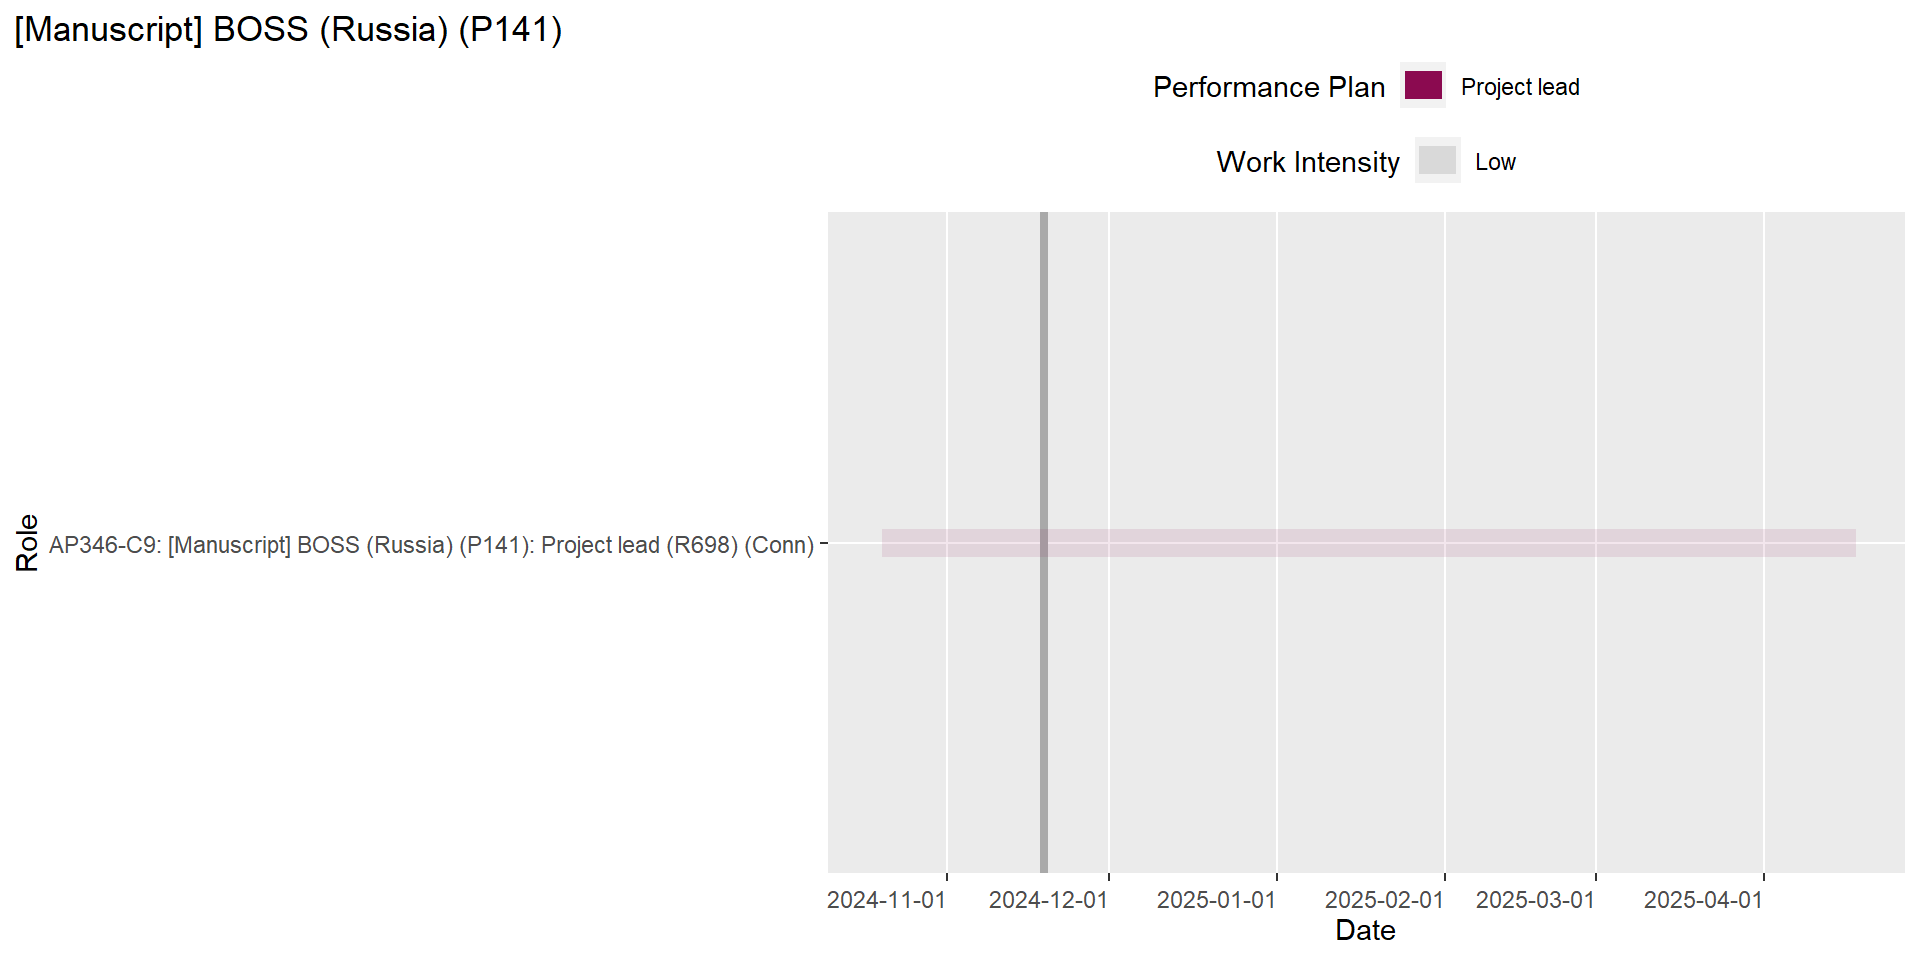 [Manuscript] BOSS (Russia) (P141)
Performance Plan
Project lead
Work Intensity
Low
Role
AP346-C9: [Manuscript] BOSS (Russia) (P141): Project lead (R698) (Conn)
2024-11-01
2024-12-01
2025-01-01
2025-02-01
2025-03-01
2025-04-01
Date